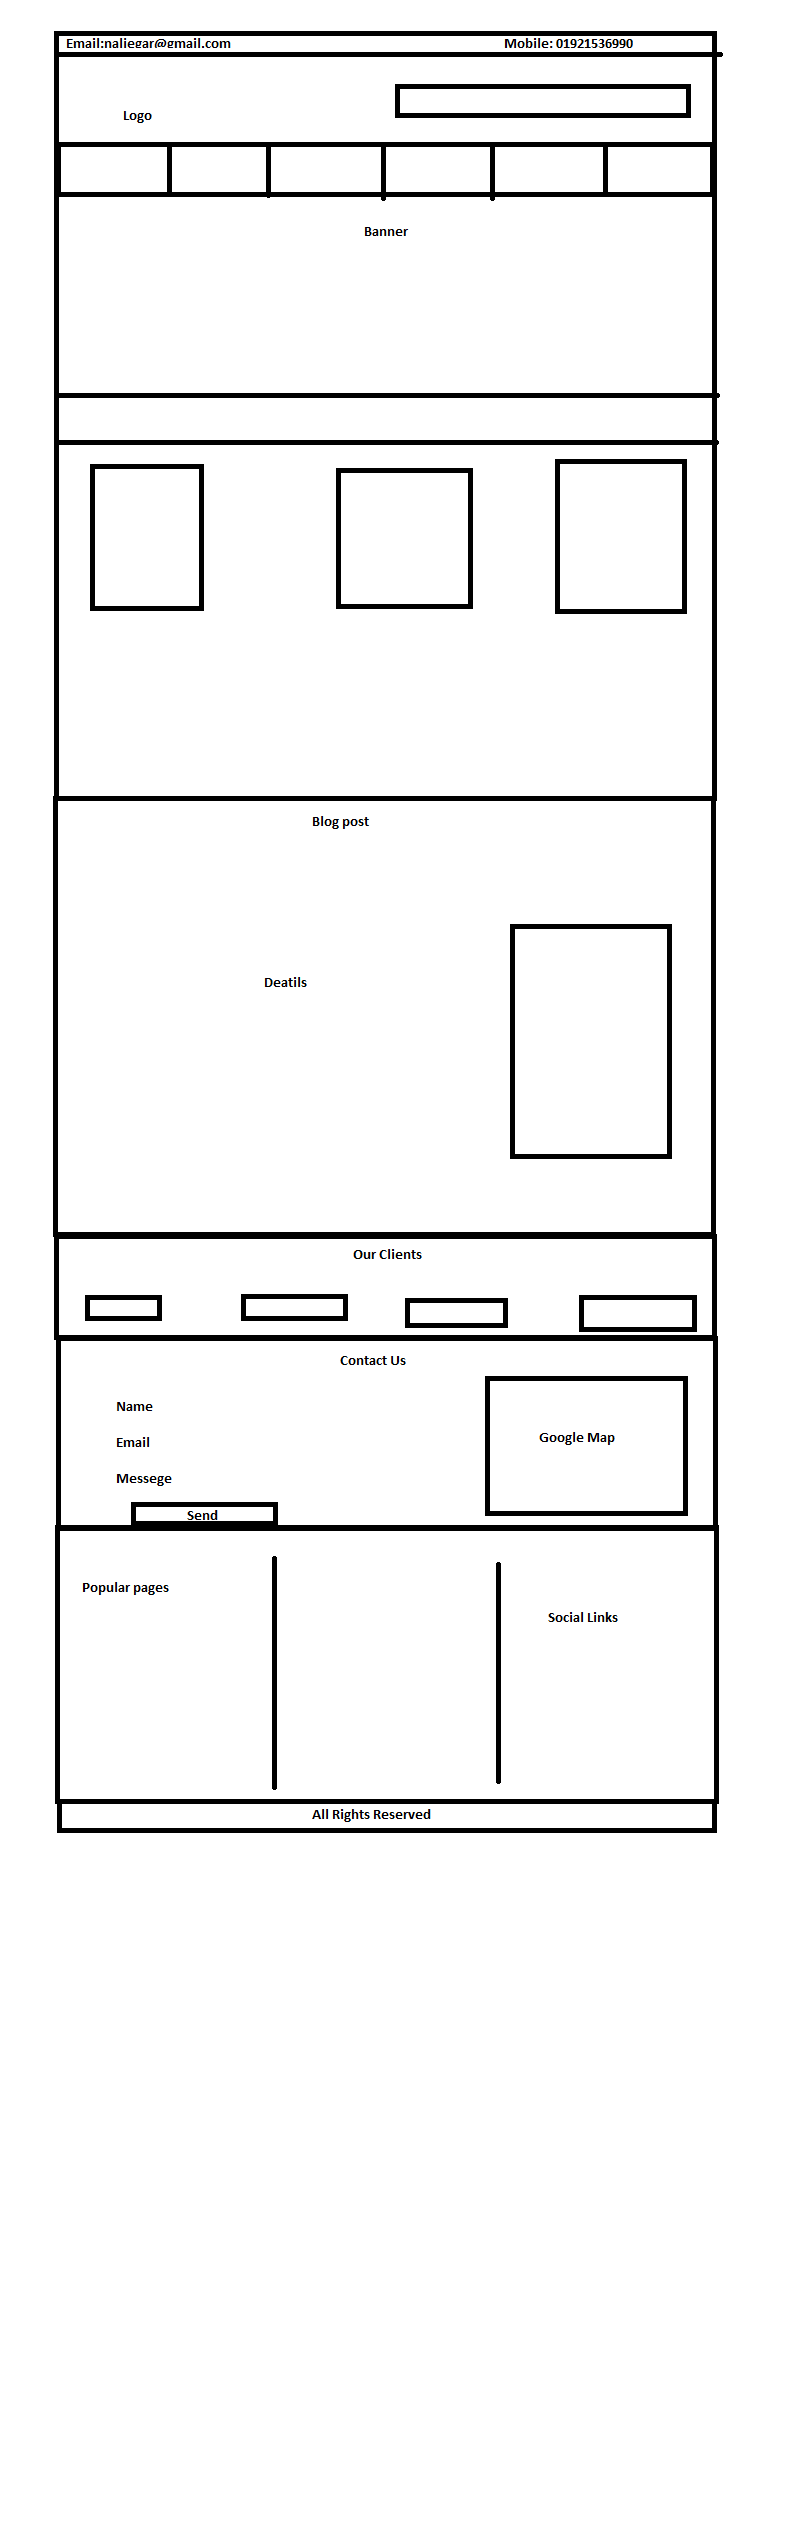 Email:naliegar@gmail.com Mobile: 01921536990
Logo
Banner
Blog post
Deatils
Our Clients
Contact Us
Name
Email
Messege
Send
Google Map
Popular pages
Social Links
All Rights Reserved